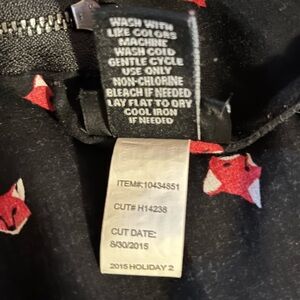 WASH WITH
LIKE COLORS
MACHINE
WASH COLD
GENTLE CYCLE
USE ONLY
NON-CHLORINE
BLEACH IF NEEDED
LAY FLAT TO DRY
COOL IRON
IF NEEDED
ITEM#:10434851
CUT# H14238
CUT DATE:
8/30/2015
2015 HOLIDAY 2